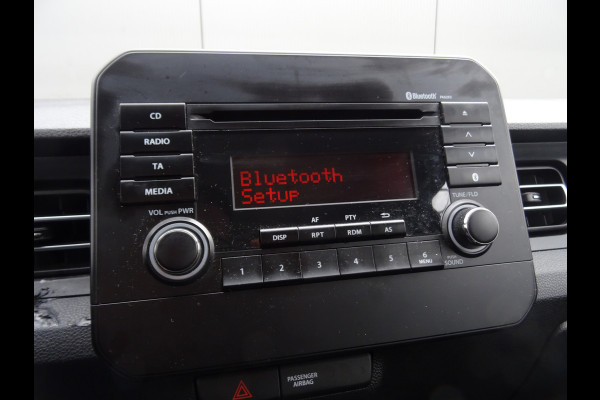 Bluetooth
CD
RADIO
TA
MEDIA
Bluetooth
Setup
VOL PUSH PWR
TUNE/FLD
AF PTY
DISP RPT RDM AS
1 2 3 4 5 6
MENU
PUSH
SOUND
PASSENGER
AIRBAG